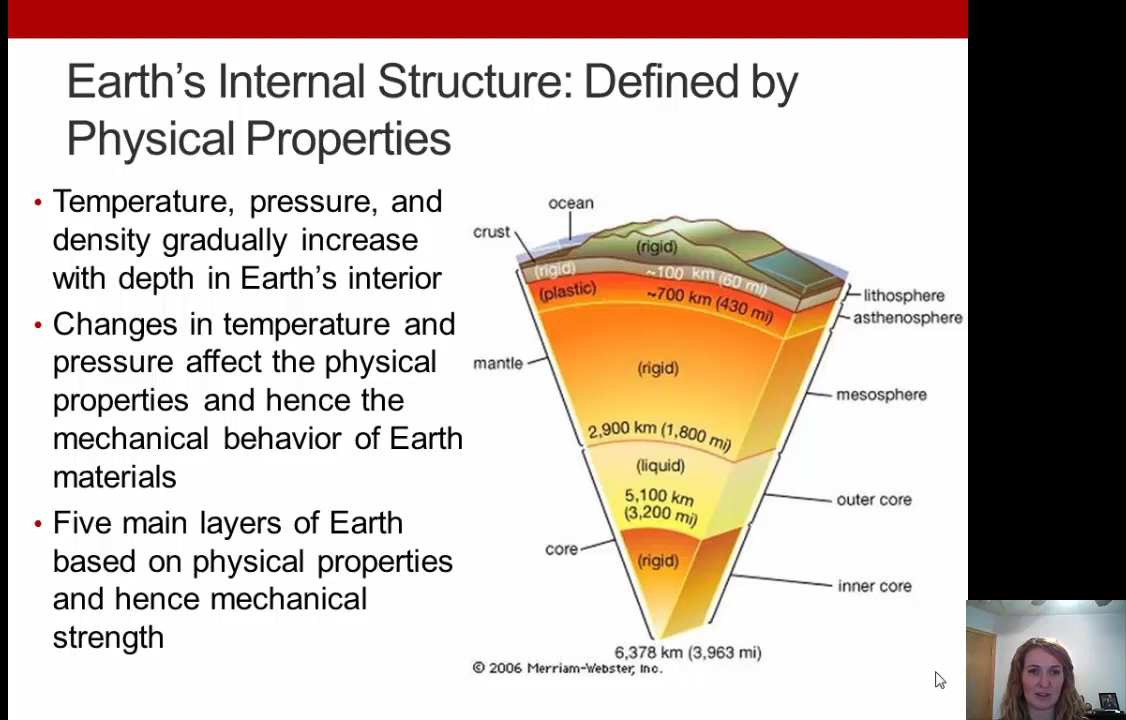 Earth’s Internal Structure: Defined by
Physical Properties
• Temperature, pressure, and
density gradually increase
with depth in Earth’s interior
• Changes in temperature and
pressure affect the physical
properties and hence the
mechanical behavior of Earth
materials
• Five main layers of Earth
based on physical properties
and hence mechanical
strength
ocean
crust
(rigid)
(rigid)
~100 km (60 mi)
(plastic)
~700 km (430 mi)
lithosphere
asthenosphere
mantle
(rigid)
mesosphere
2,900 km (1,800 mi)
(liquid)
5,100 km
(3,200 mi)
outer core
core
(rigid)
inner core
6,378 km (3,963 mi)
© 2006 Merriam-Webster, Inc.